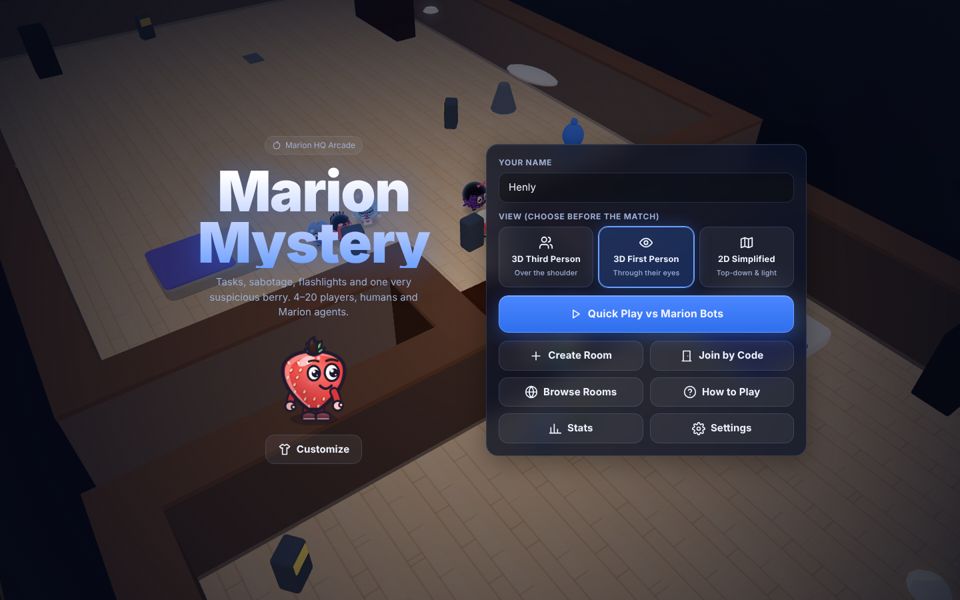 Marion HQ Arcade
Marion
Mystery
Tasks, sabotage, flashlights and one very
suspicious berry. 4–20 players, humans and
Marion agents.
Customize
YOUR NAME
Henly
VIEW (CHOOSE BEFORE THE MATCH)
3D Third Person
Over the shoulder
3D First Person
Through their eyes
2D Simplified
Top-down & light
Quick Play vs Marion Bots
Create Room
Join by Code
Browse Rooms
How to Play
Stats
Settings